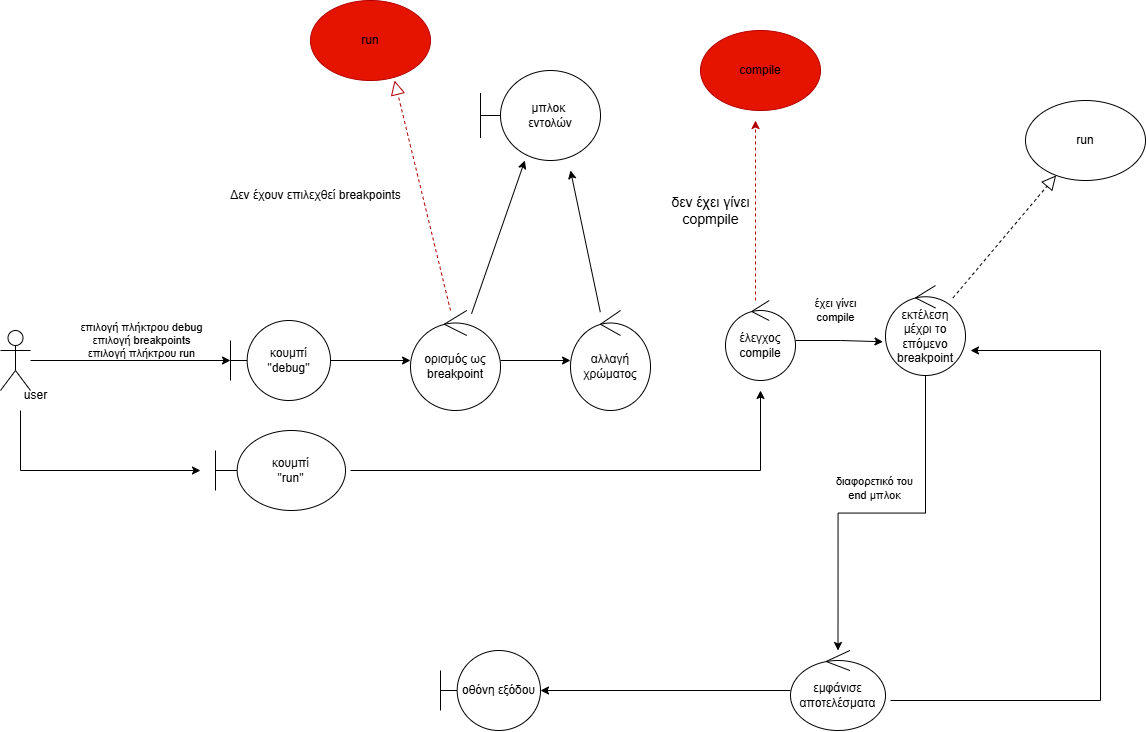 run
compile
μπλοκ
εντολών
run
Δεν έχουν επιλεχθεί breakpoints
δεν έχει γίνει
copmpile
επιλογή πλήκτρου debug
επιλογή breakpoints
επιλογή πλήκτρου run
user
κουμπί
"debug"
ορισμός ως
breakpoint
αλλαγή
χρώματος
έλεγχος
compile
έχει γίνει
compile
εκτέλεση
μέχρι το
επόμενο
breakpoint
κουμπί
"run"
διαφορετικό του
end μπλοκ
οθόνη εξόδου
εμφάνισε
αποτελέσματα